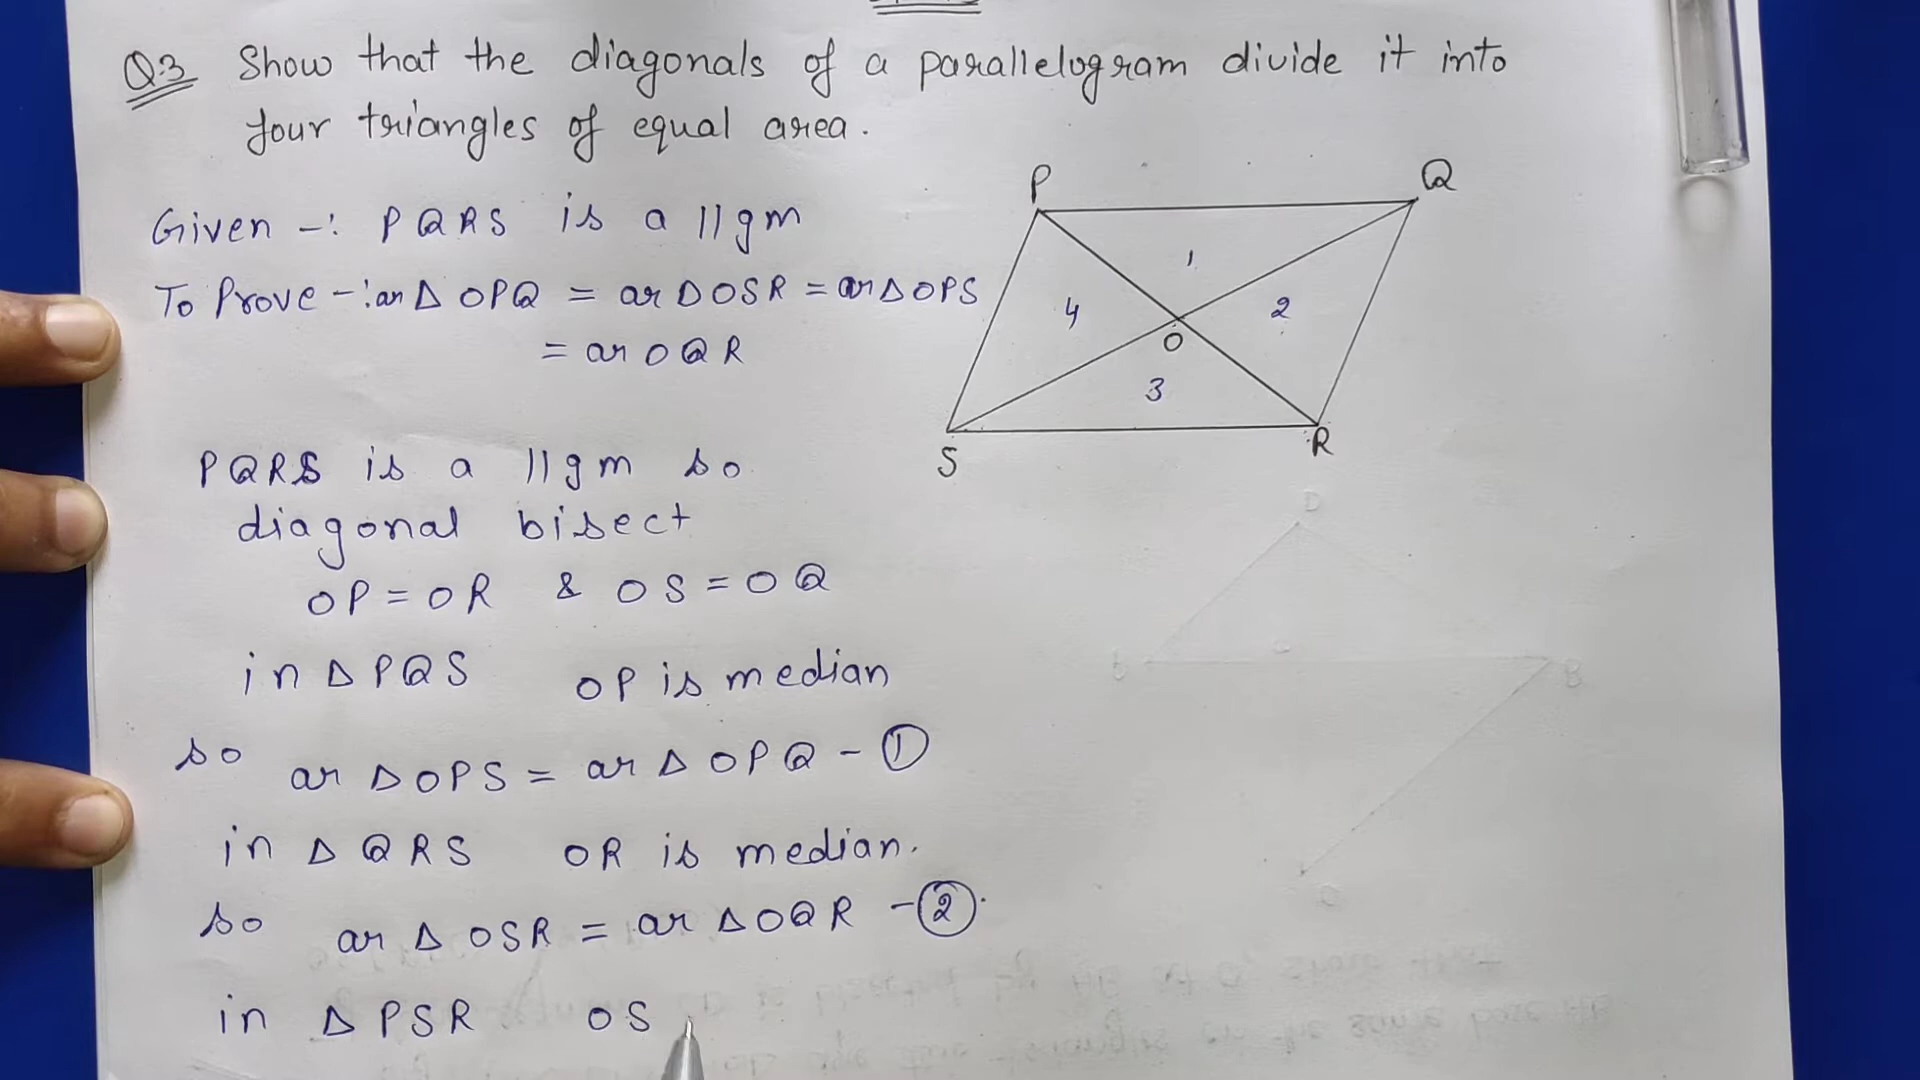 Q.3 Show that the diagonals of a parallelogram divide it into
four triangles of equal area.
Given -: PQRS is a ||gm
To Prove -: ar △ OPQ = ar △ OSR = ar △ OPS
= ar OQR
P
Q
1
4
2
O
3
S
R
PQRS is a ||gm so
diagonal bisect
OP = OR & OS = OQ
in △ PQS OP is median
so ar △ OPS = ar △ OPQ - ①
in △ QRS OR is median.
so ar △ OSR = ar △ OQR - ②.
in △ PSR OS